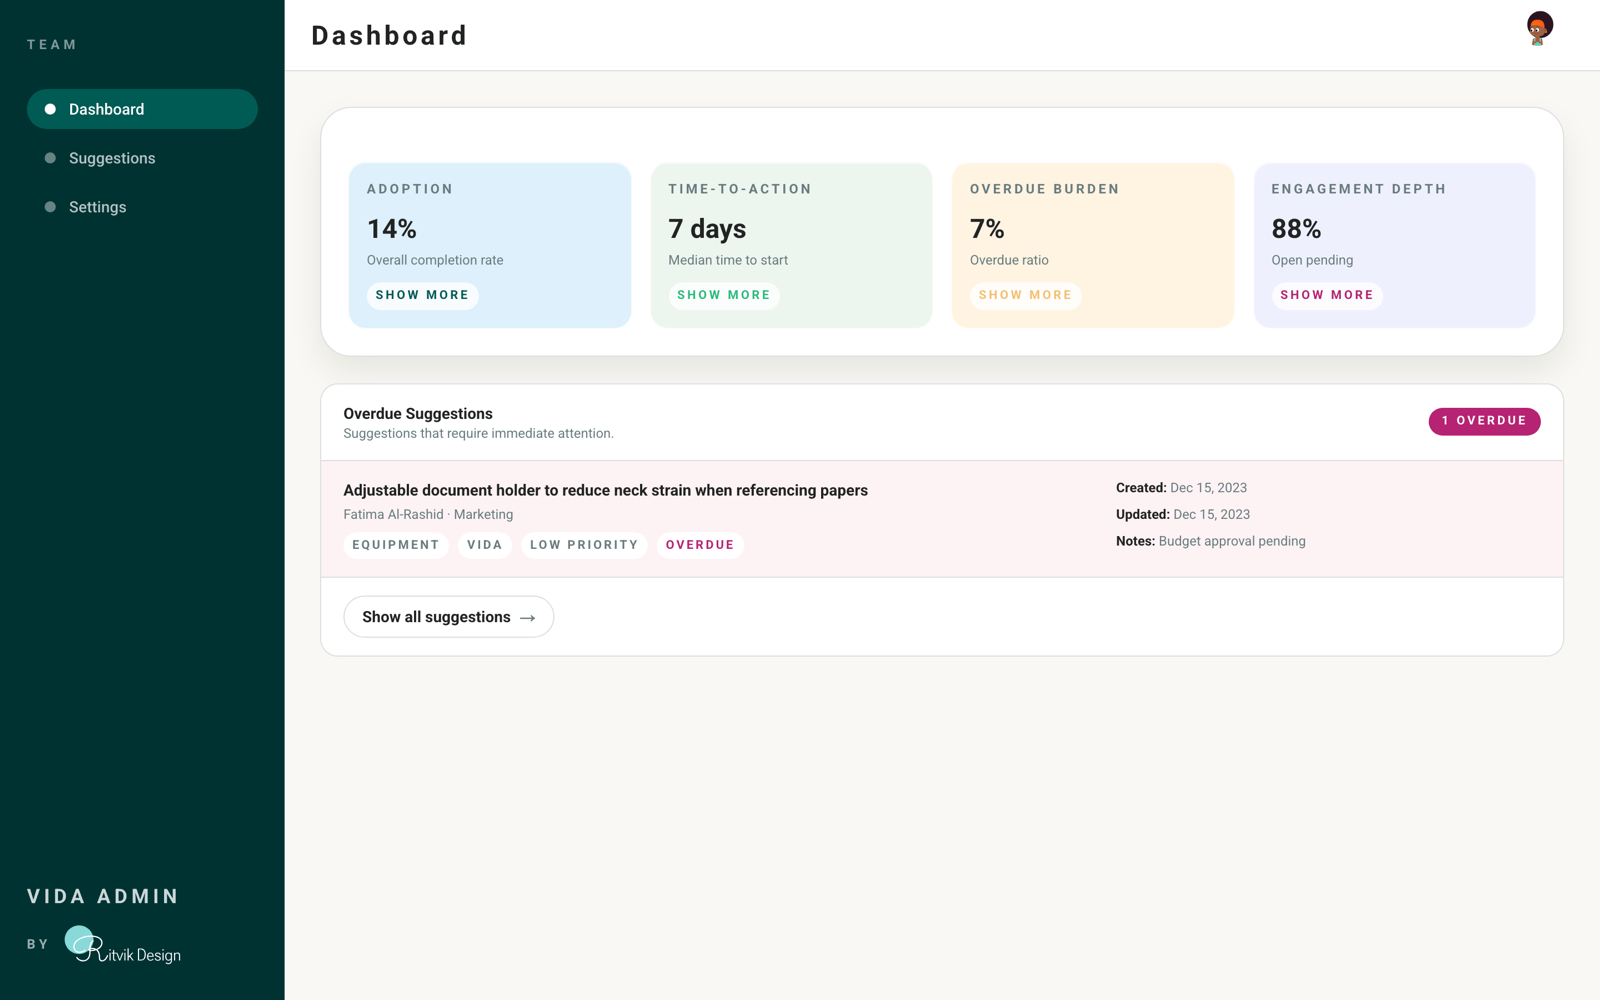 TEAM
Dashboard
Suggestions
Settings
VIDA ADMIN
BY Ritvik Design
Dashboard
ADOPTION
14%
Overall completion rate
SHOW MORE
TIME-TO-ACTION
7 days
Median time to start
SHOW MORE
OVERDUE BURDEN
7%
Overdue ratio
SHOW MORE
ENGAGEMENT DEPTH
88%
Open pending
SHOW MORE
Overdue Suggestions
Suggestions that require immediate attention.
1 OVERDUE
Adjustable document holder to reduce neck strain when referencing papers
Fatima Al-Rashid · Marketing
EQUIPMENT VIDA LOW PRIORITY OVERDUE
Created: Dec 15, 2023
Updated: Dec 15, 2023
Notes: Budget approval pending
Show all suggestions →